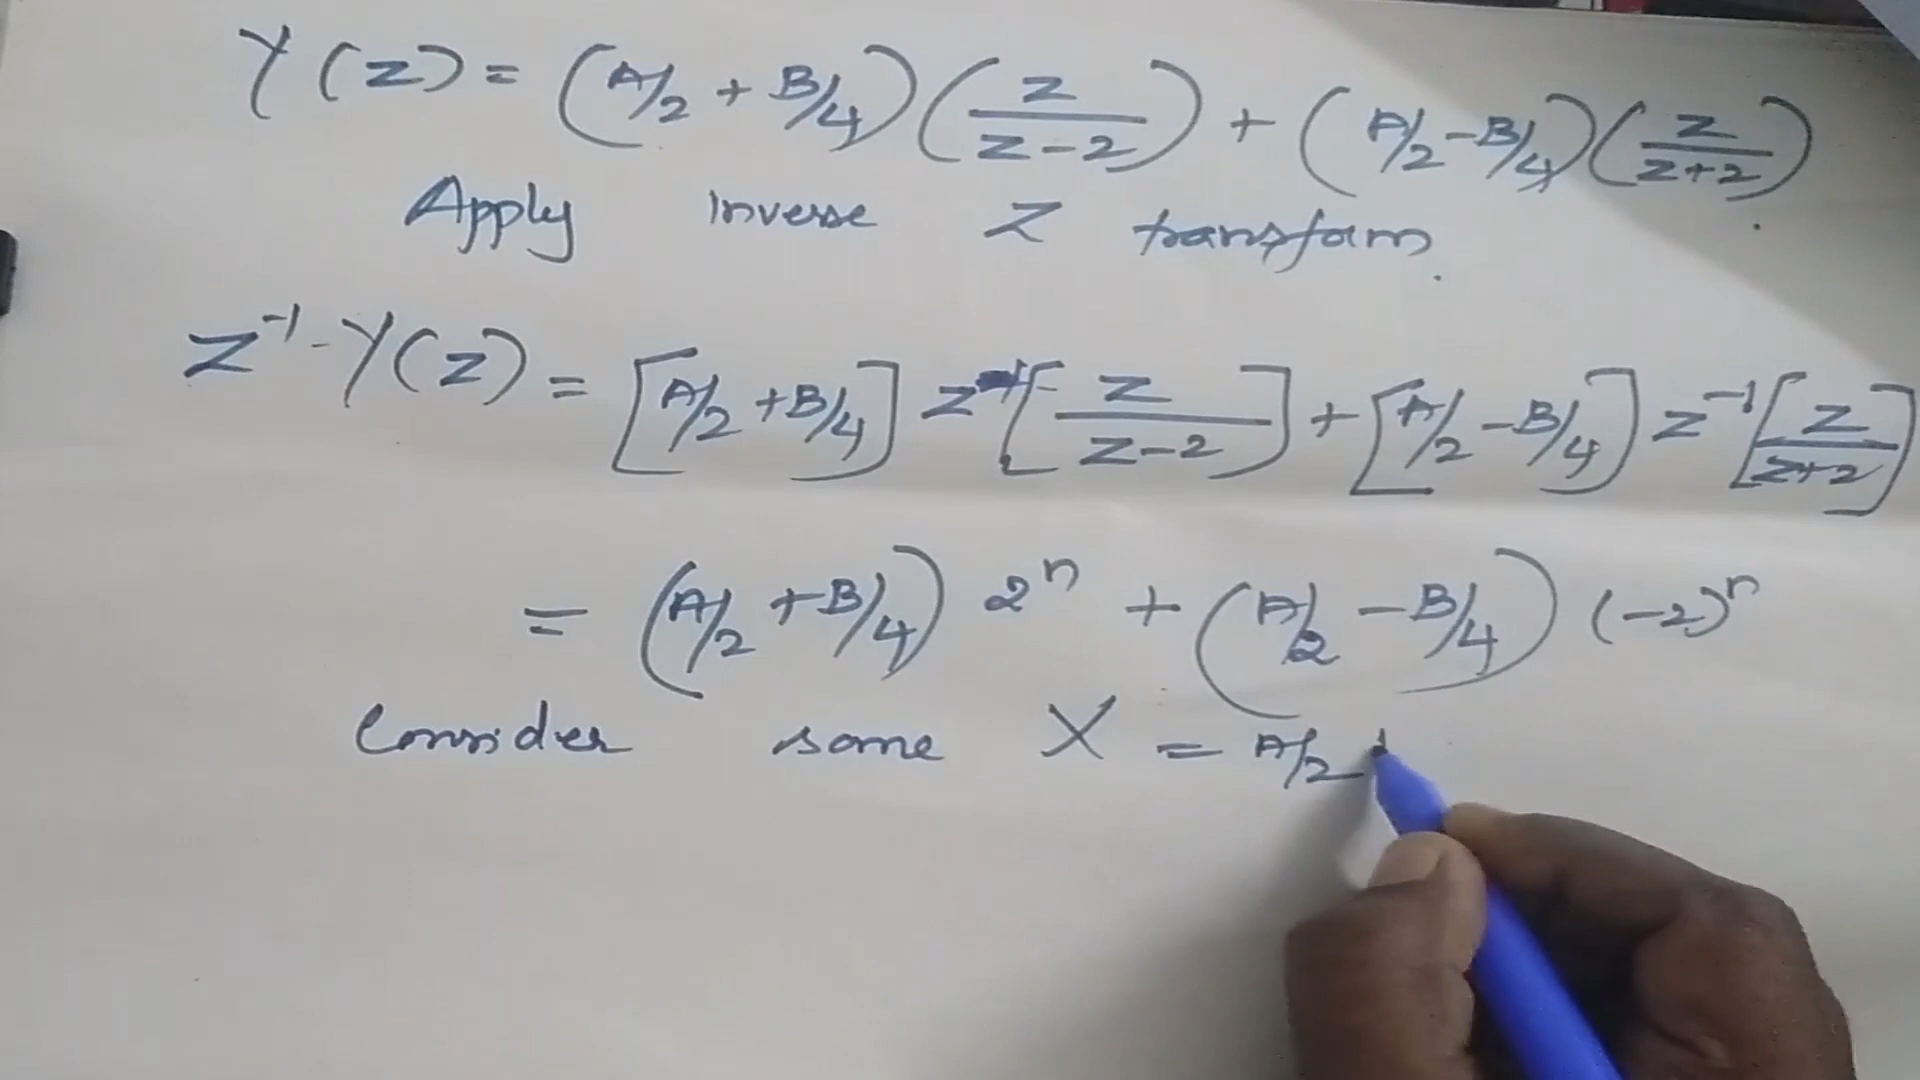 Y(z) = (A/2 + B/4) (z/(z-2)) + (A/2 - B/4) (z/(z+2)).
Apply inverse Z transform.
Z⁻¹ Y(z) = [A/2 + B/4] z⁻¹ [z/(z-2)] + [A/2 - B/4] z⁻¹ [z/(z+2)]
= (A/2 + B/4) 2ⁿ + (A/2 - B/4) (-2)ⁿ
Consider some X = A/2